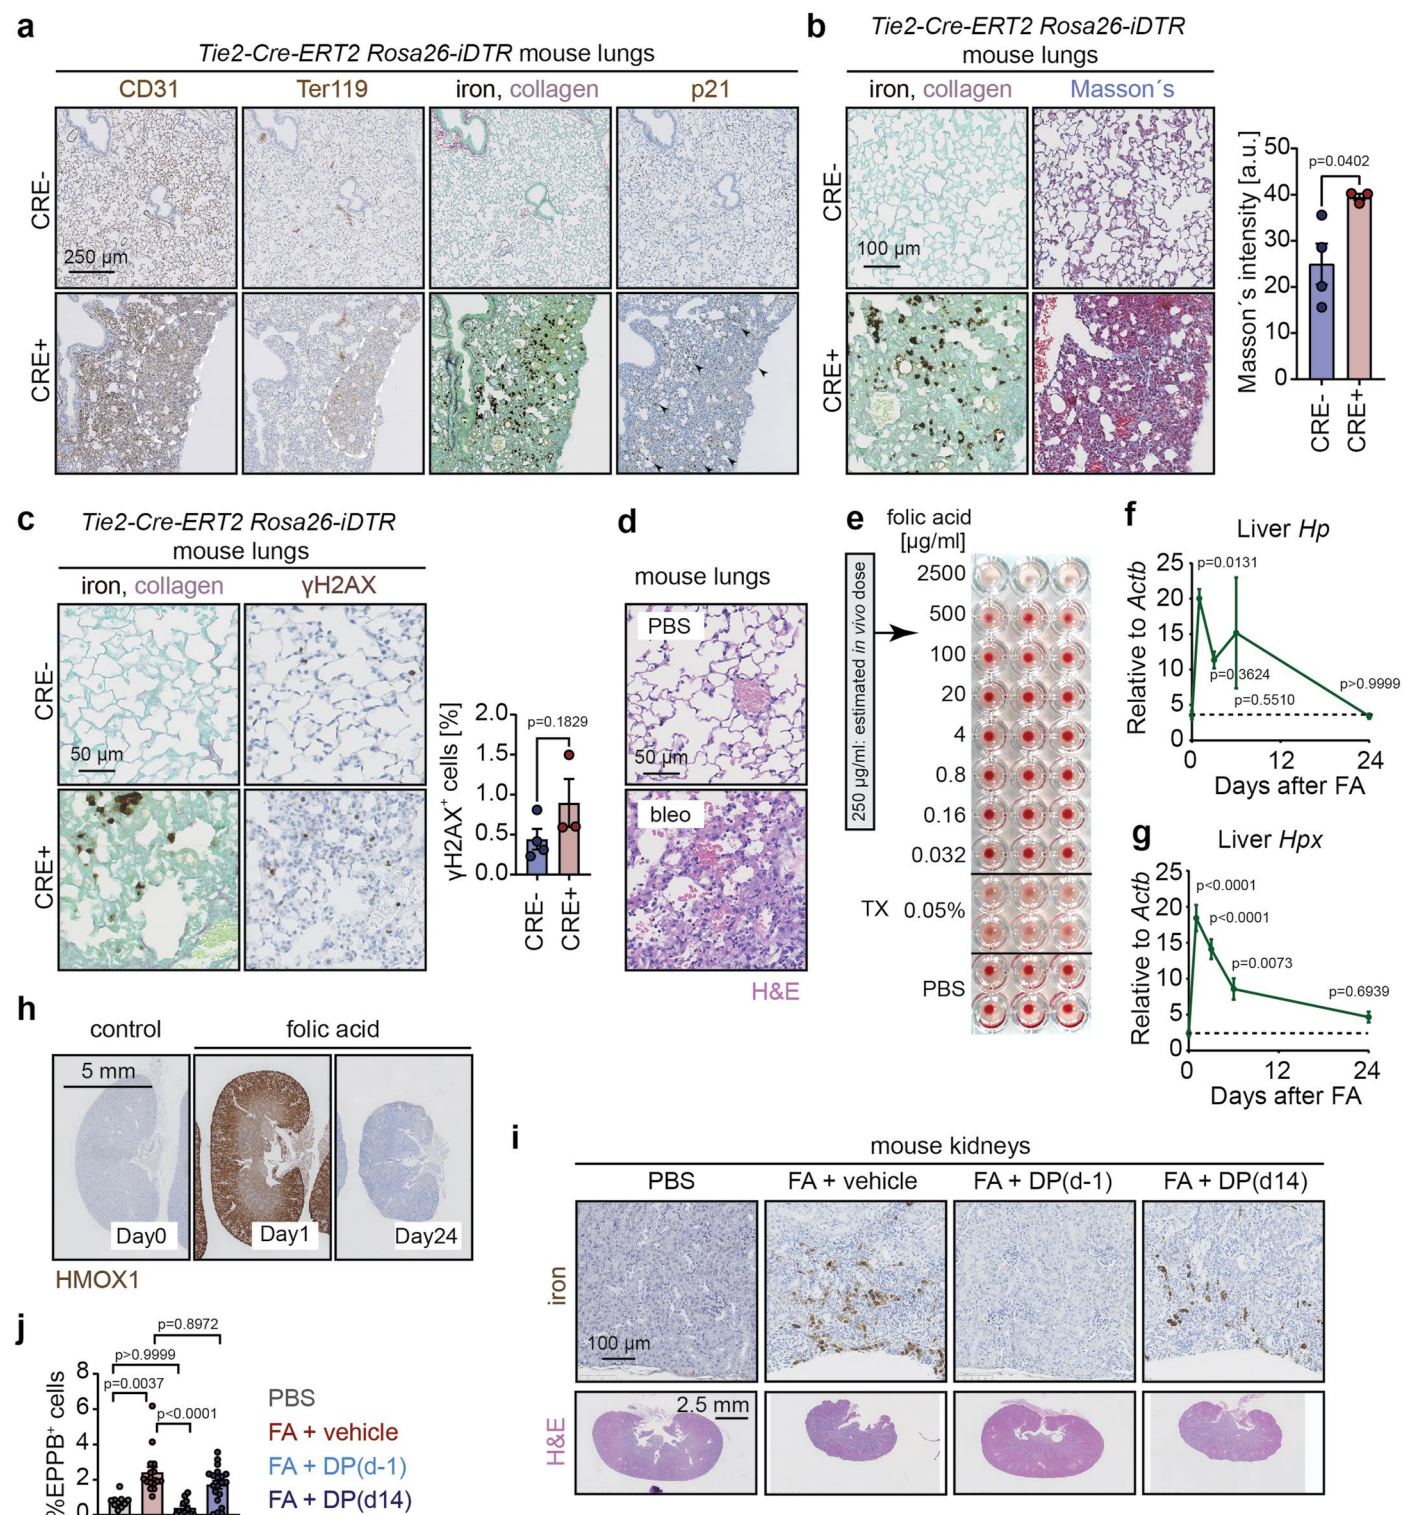 a
Tie2-Cre-ERT2 Rosa26-iDTR mouse lungs
CD31
Ter119
iron, collagen
p21
CRE-
250 µm
CRE+
b
Tie2-Cre-ERT2 Rosa26-iDTR
mouse lungs
iron, collagen
Masson´s
CRE-
100 µm
CRE+
Masson´s intensity [a.u.]
50
40
30
20
10
0
p=0.0402
CRE-
CRE+
c
Tie2-Cre-ERT2 Rosa26-iDTR
mouse lungs
iron, collagen
γH2AX
CRE-
50 µm
CRE+
γH2AX+ cells [%]
2.0
1.5
1.0
0.5
0.0
p=0.1829
CRE-
CRE+
d
mouse lungs
PBS
50 µm
bleo
H&E
e
folic acid
[µg/ml]
250 µg/ml: estimated in vivo dose
2500
500
100
20
4
0.8
0.16
0.032
TX 0.05%
PBS
f
Liver Hp
Relative to Actb
25
20
15
10
5
0
p=0.0131
p=0.3624
p=0.5510
p>0.9999
0
12
24
Days after FA
g
Liver Hpx
Relative to Actb
25
20
15
10
5
0
p<0.0001
p<0.0001
p=0.0073
p=0.6939
0
12
24
Days after FA
h
control
folic acid
5 mm
Day0
Day1
Day24
HMOX1
i
mouse kidneys
PBS
FA + vehicle
FA + DP(d-1)
FA + DP(d14)
iron
100 µm
H&E
2.5 mm
j
%EPPB+ cells
8
6
4
2
0
p=0.8972
p>0.9999
p=0.0037
p<0.0001
PBS
FA + vehicle
FA + DP(d-1)
FA + DP(d14)